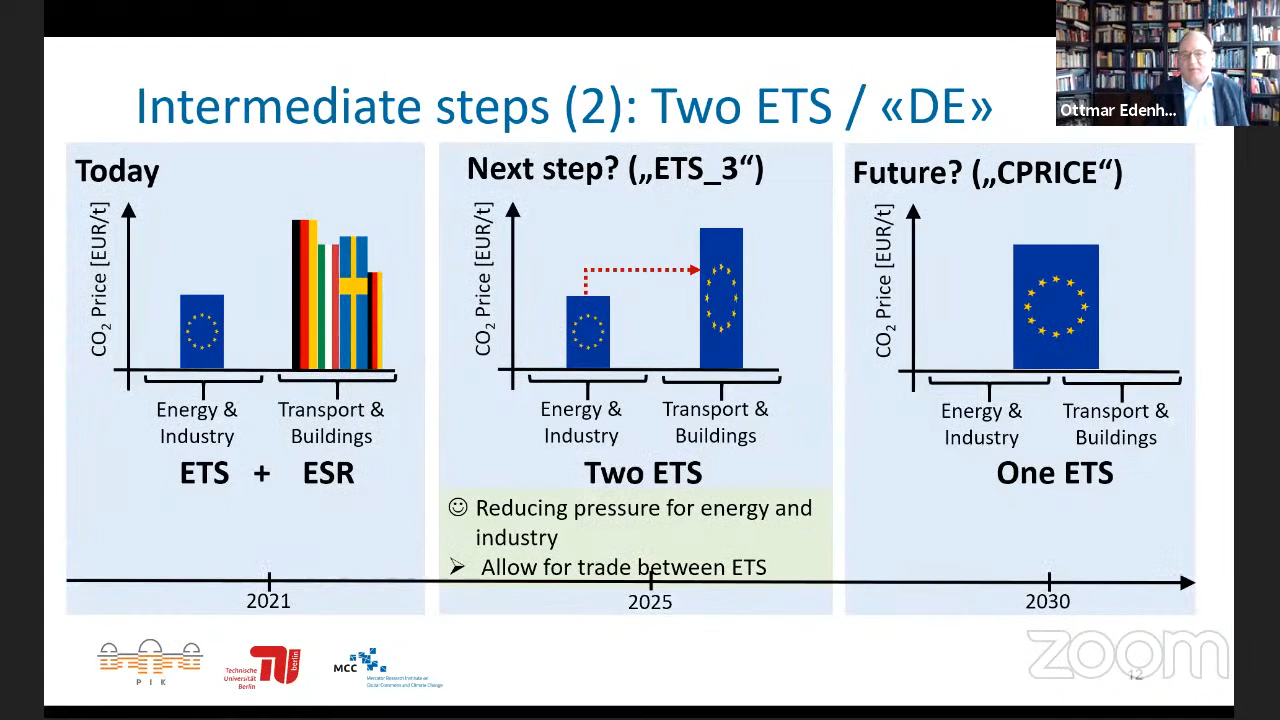 Intermediate steps (2): Two ETS / «DE»
Ottmar Edenh...
Today
CO2 Price [EUR/t]
Energy &
Industry
Transport &
Buildings
ETS + ESR
Next step? („ETS_3“)
CO2 Price [EUR/t]
Energy &
Industry
Transport &
Buildings
Two ETS
☺ Reducing pressure for energy and
industry
➢ Allow for trade between ETS
Future? („CPRICE“)
CO2 Price [EUR/t]
Energy &
Industry
Transport &
Buildings
One ETS
2021
2025
2030
P I K
Technische
Universität
Berlin
berlin
MCC
Mercator Research Institute on
Global Commons and Climate Change
zoom
12